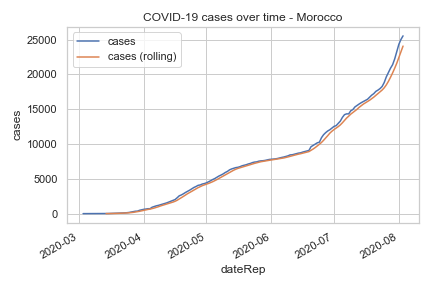 COVID-19 cases over time - Morocco
cases
cases (rolling)
25000
20000
15000
10000
5000
0
cases
2020-03
2020-04
2020-05
2020-06
2020-07
2020-08
dateRep